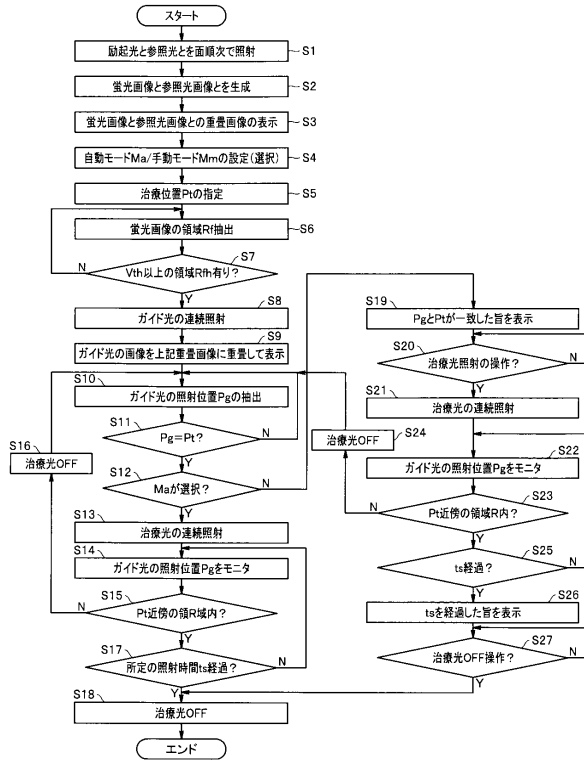 スタート
励起光と参照光とを面順次で照射
S1
蛍光画像と参照光画像とを生成
S2
蛍光画像と参照光画像との重畳画像の表示
S3
自動モードMa/手動モードMmの設定(選択)
S4
治療位置Ptの指定
S5
蛍光画像の領域Rf抽出
S6
S7
Vth以上の領域Rfh有り?
N
Y
S8
ガイド光の連続照射
S9
ガイド光の画像を上記重畳画像に重畳して表示
S10
ガイド光の照射位置Pgの抽出
S11
Pg=Pt?
N
Y
S12
Maが選択?
N
Y
S13
治療光の連続照射
S14
ガイド光の照射位置Pgをモニタ
S15
Pt近傍の領R域内?
N
Y
S16
治療光OFF
S17
所定の照射時間ts経過?
N
Y
S18
治療光OFF
エンド
S19
PgとPtが一致した旨を表示
S20
治療光照射の操作?
N
Y
S21
治療光の連続照射
S22
ガイド光の照射位置Pgをモニタ
S23
Pt近傍の領域R内?
N
Y
S24
治療光OFF
S25
ts経過?
N
Y
S26
tsを経過した旨を表示
S27
治療光OFF操作?
N
Y